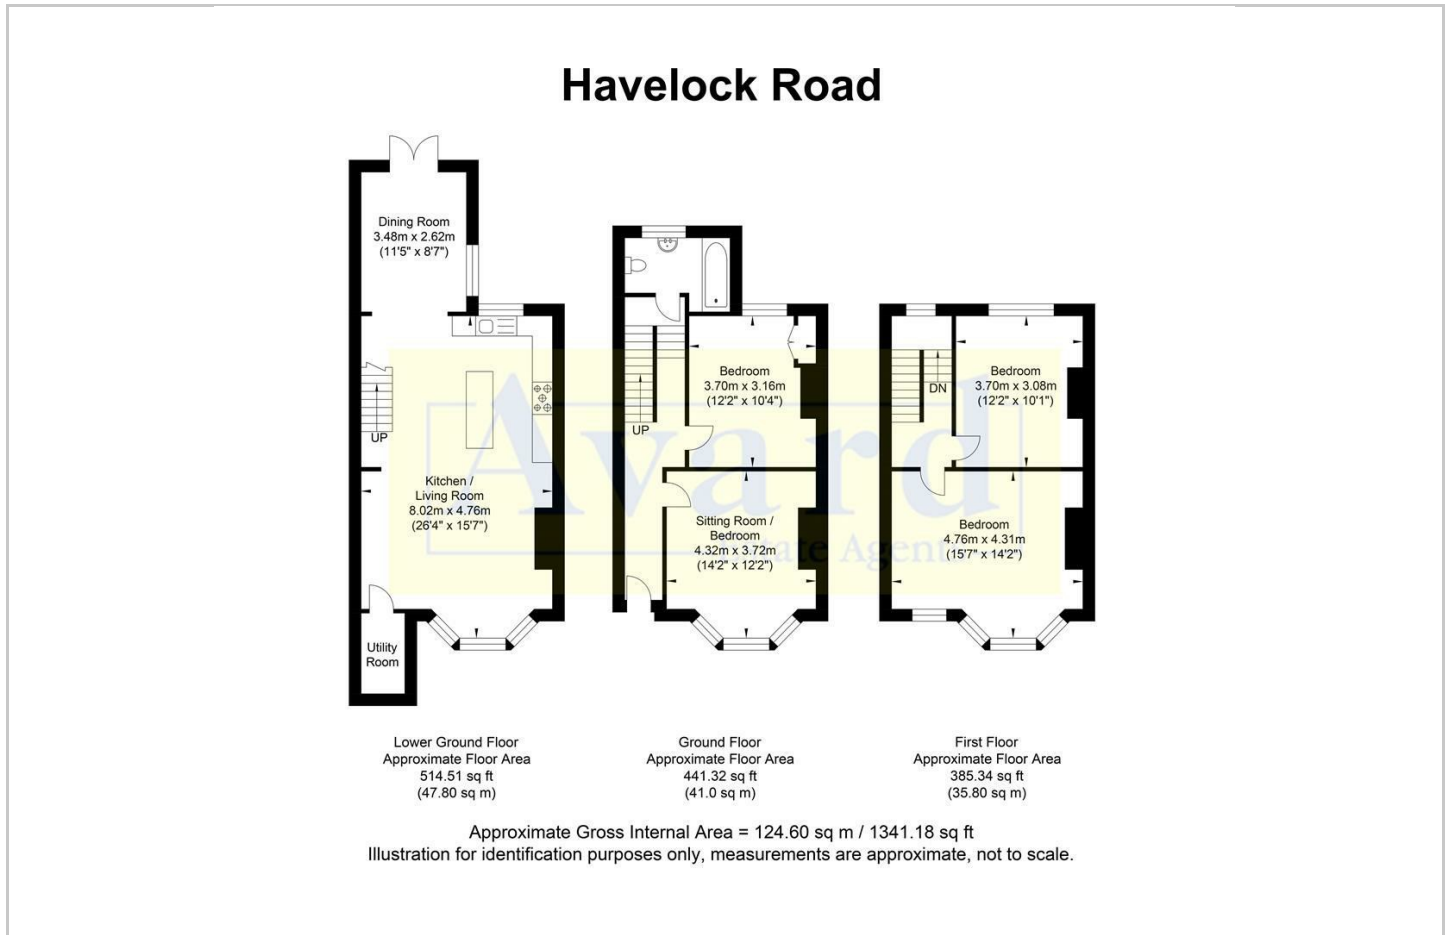 Havelock Road
Dining Room
3.48m x 2.62m
(11'5" x 8'7")
UP
Kitchen /
Living Room
8.02m x 4.76m
(26'4" x 15'7")
Utility
Room
Lower Ground Floor
Approximate Floor Area
514.51 sq ft
(47.80 sq m)
Bedroom
3.70m x 3.16m
(12'2" x 10'4")
UP
Sitting Room /
Bedroom
4.32m x 3.72m
(14'2" x 12'2")
Ground Floor
Approximate Floor Area
441.32 sq ft
(41.0 sq m)
Bedroom
3.70m x 3.08m
(12'2" x 10'1")
DN
Bedroom
4.76m x 4.31m
(15'7" x 14'2")
First Floor
Approximate Floor Area
385.34 sq ft
(35.80 sq m)
Avard
Estate Agents
Approximate Gross Internal Area = 124.60 sq m / 1341.18 sq ft
Illustration for identification purposes only, measurements are approximate, not to scale.